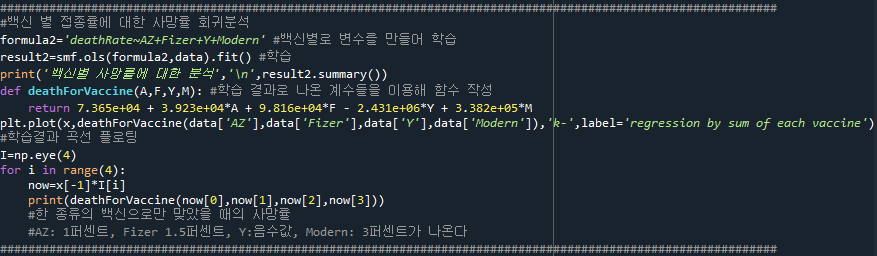 ################################################################################################
#백신 별 접종률에 대한 사망률 회귀분석
formula2='deathRate~AZ+Fizer+Y+Modern' #백신별로 변수를 만들어 학습
result2=smf.ols(formula2,data).fit() #학습
print('백신별 사망률에 대한 분석','\n',result2.summary())
def deathForVaccine(A,F,Y,M): #학습 결과로 나온 계수들을 이용해 함수 작성
    return 7.365e+04 + 3.923e+04*A + 9.816e+04*F - 2.431e+06*Y + 3.382e+05*M
plt.plot(x,deathForVaccine(data['AZ'],data['Fizer'],data['Y'],data['Modern']),'k-',label='regression by sum of each vaccine')
#학습결과 곡선 플로팅
I=np.eye(4)
for i in range(4):
    now=x[-1]*I[i]
    print(deathForVaccine(now[0],now[1],now[2],now[3]))
    #한 종류의 백신으로만 맞았을 때의 사망률
    #AZ: 1퍼센트, Fizer 1.5퍼센트, Y:음수값, Modern: 3퍼센트가 나온다
################################################################################################